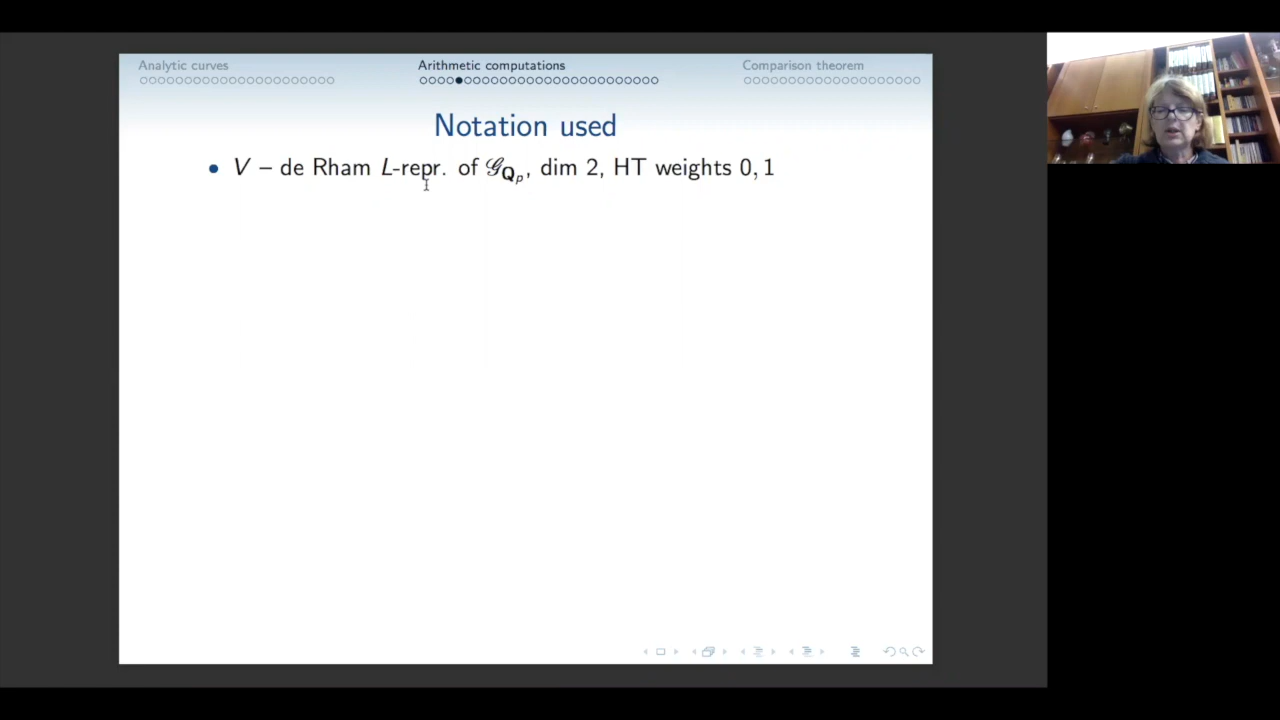 Analytic curves
Arithmetic computations
Comparison theorem
Notation used
• V – de Rham L-repr. of 𝒢_{Q_p}, dim 2, HT weights 0, 1